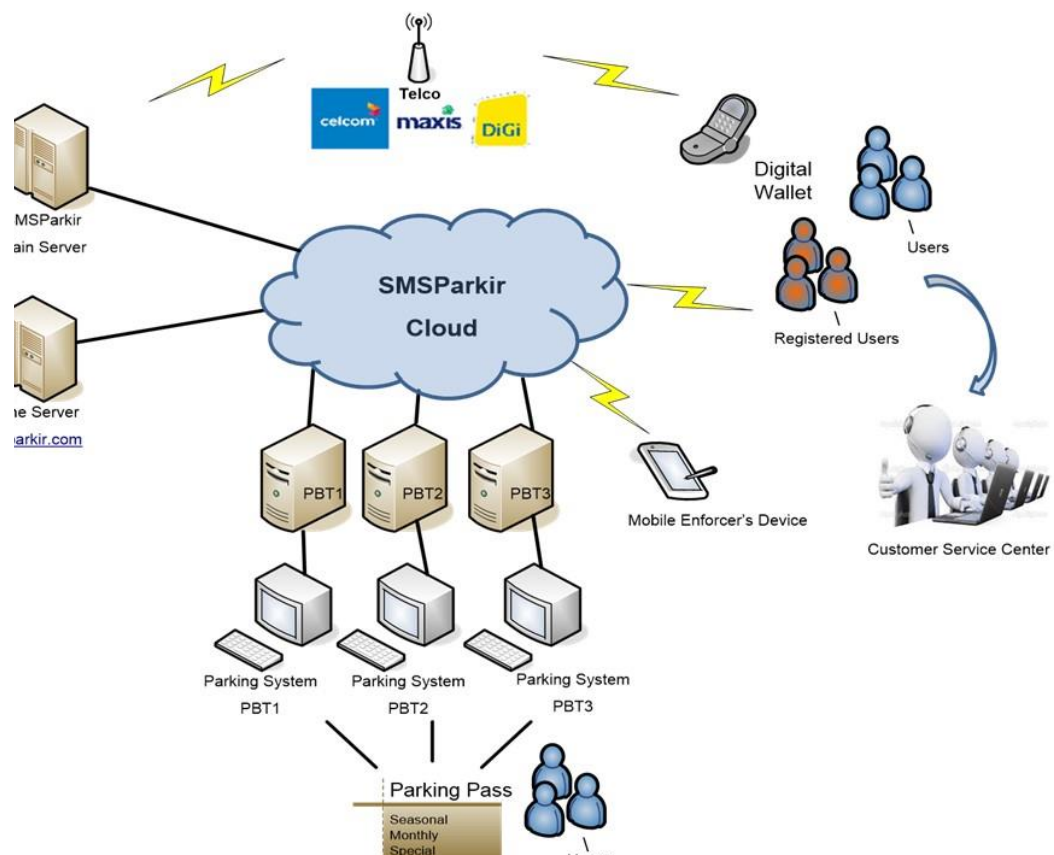 Telco
celcom
maxis
DiGi
Digital
Wallet
Users
MSParkir
ain Server
SMSParkir
Cloud
Registered Users
ne Server
arkir.com
PBT1
PBT2
PBT3
Mobile Enforcer's Device
Customer Service Center
Parking System
PBT1
Parking System
PBT2
Parking System
PBT3
Parking Pass
Seasonal
Monthly
Special